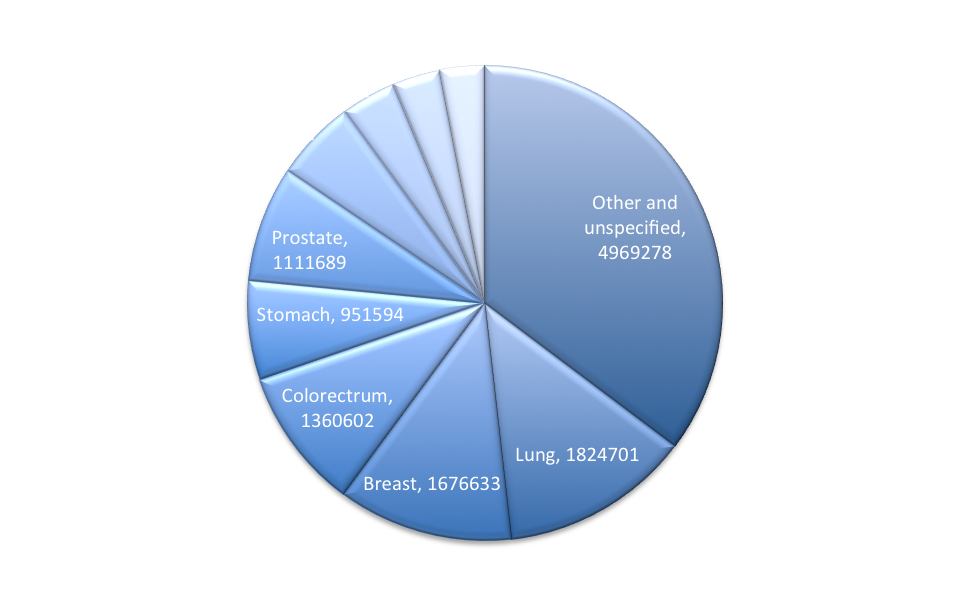 Other and
unspecified,
4969278
Lung, 1824701
Breast, 1676633
Colorectrum,
1360602
Stomach, 951594
Prostate,
1111689